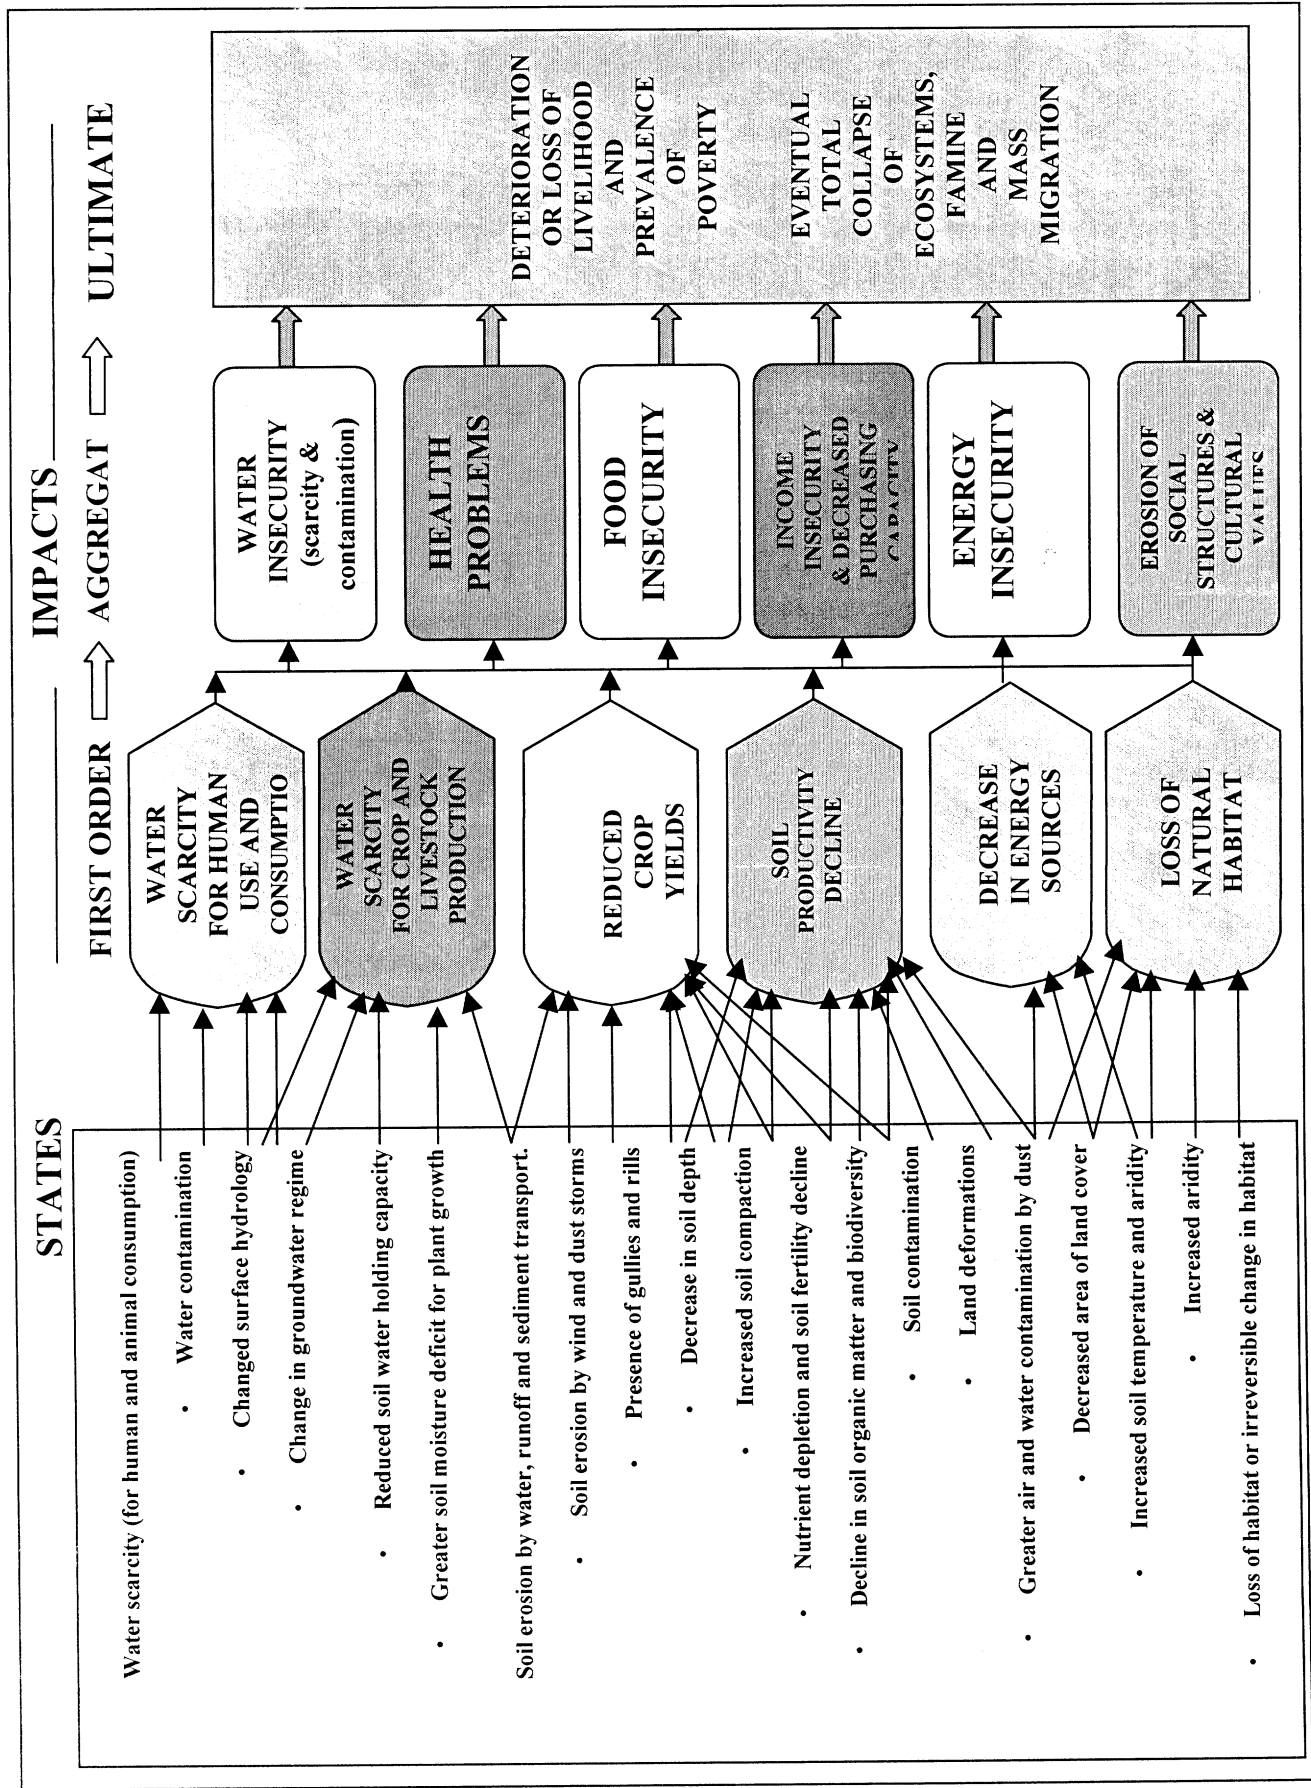 IMPACTS
STATES
FIRST ORDER
AGGREGAT
ULTIMATE
Water scarcity (for human and animal consumption)
• Water contamination
• Changed surface hydrology
• Change in groundwater regime
• Reduced soil water holding capacity
• Greater soil moisture deficit for plant growth
Soil erosion by water, runoff and sediment transport.
• Soil erosion by wind and dust storms
• Presence of gullies and rills
• Decrease in soil depth
• Increased soil compaction
• Nutrient depletion and soil fertility decline
• Decline in soil organic matter and biodiversity
• Soil contamination
• Land deformations
• Greater air and water contamination by dust
• Decreased area of land cover
• Increased soil temperature and aridity
• Increased aridity
• Loss of habitat or irreversible change in habitat
WATER
SCARCITY
FOR HUMAN
USE AND
CONSUMPTIO
WATER
SCARCITY
FOR CROP AND
LIVESTOCK
PRODUCTION
REDUCED
CROP
YIELDS
SOIL
PRODUCTIVITY
DECLINE
DECREASE
IN ENERGY
SOURCES
LOSS OF
NATURAL
HABITAT
WATER
INSECURITY
(scarcity &
contamination)
HEALTH
PROBLEMS
FOOD
INSECURITY
INCOME
INSECURITY
& DECREASED
PURCHASING
CAPACITY
ENERGY
INSECURITY
EROSION OF
SOCIAL
STRUCTURES &
CULTURAL
VALUES
DETERIORATION
OR LOSS OF
LIVELIHOOD
AND
PREVALENCE
OF
POVERTY
EVENTUAL
TOTAL
COLLAPSE
OF
ECOSYSTEMS,
FAMINE
AND
MASS
MIGRATION